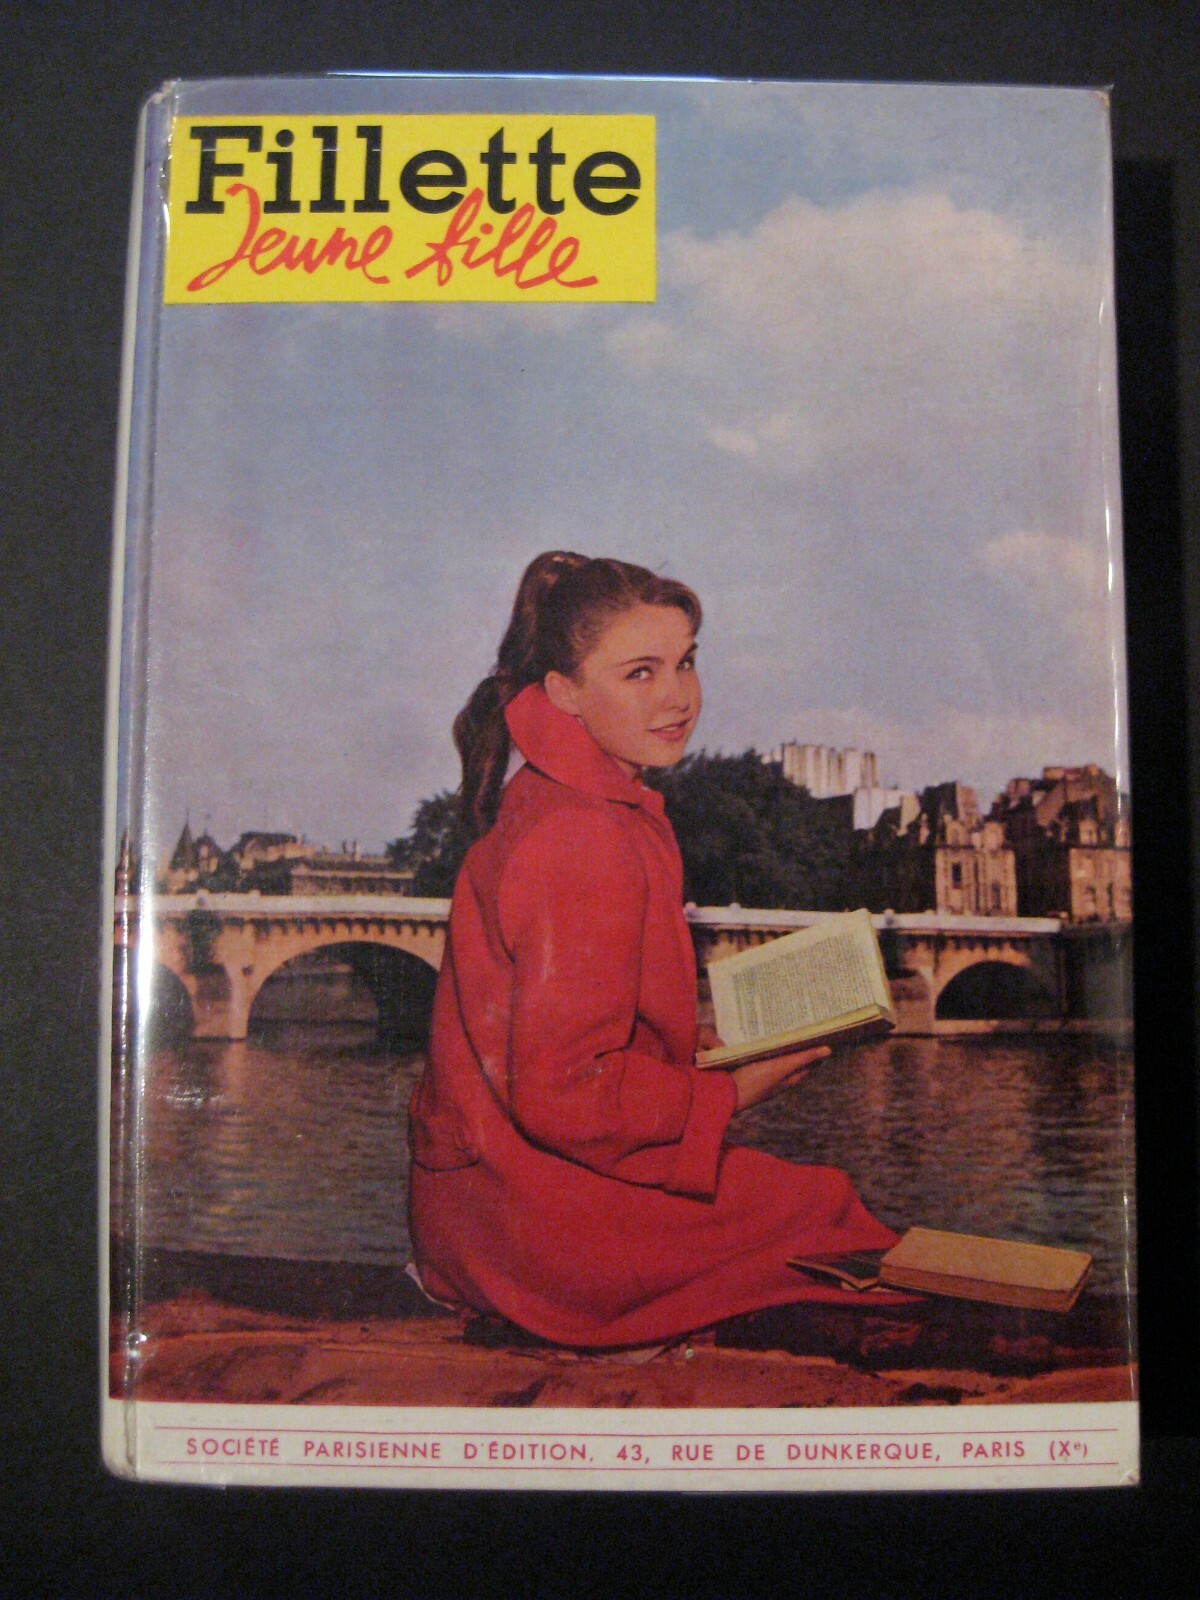 Fillette
Jeune fille
SOCIÉTÉ PARISIENNE D'ÉDITION, 43, RUE DE DUNKERQUE, PARIS (Xe)